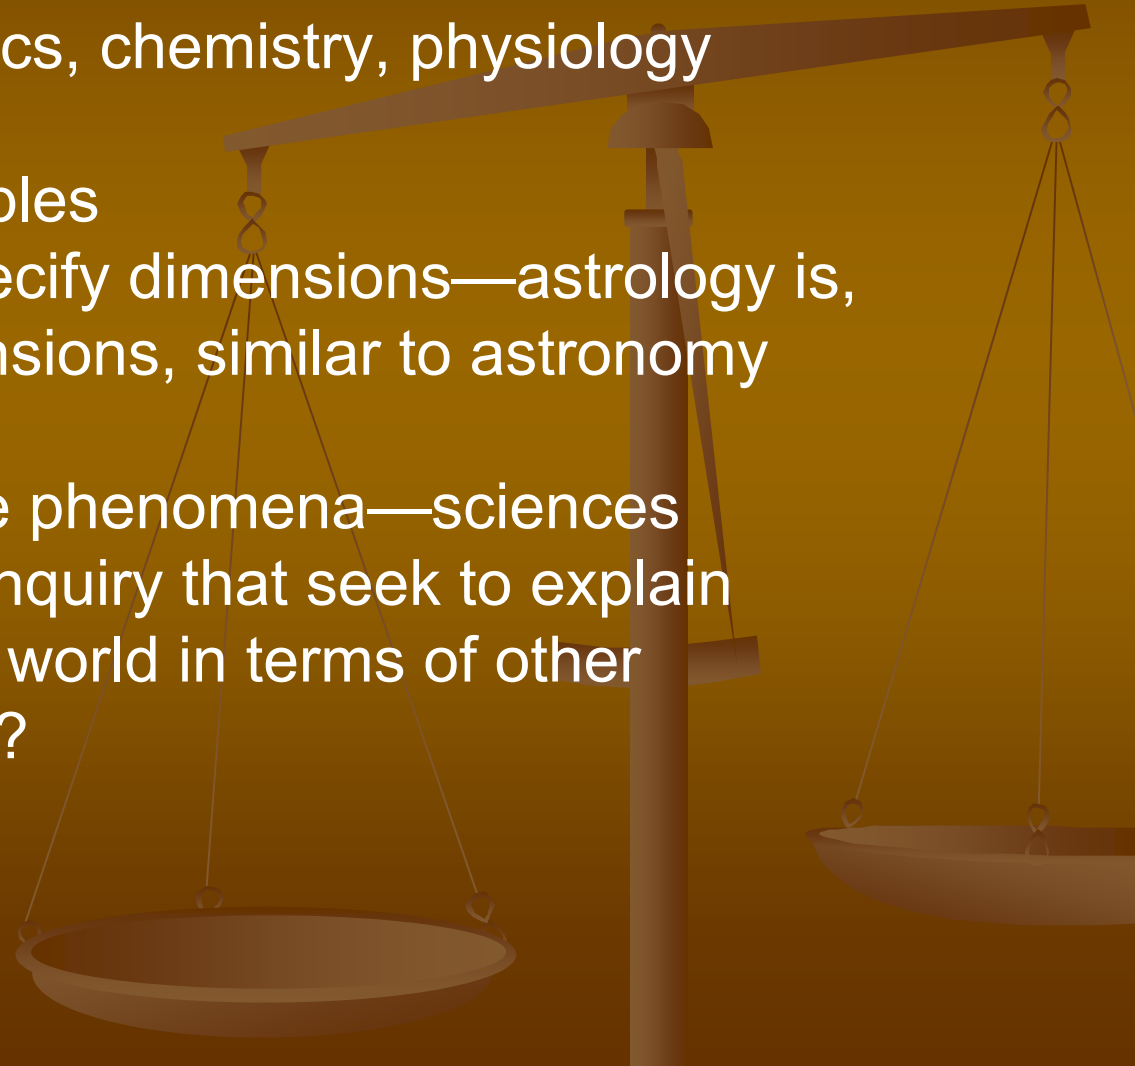 cs, chemistry, physiology
ples
ecify dimensions—astrology is,
nsions, similar to astronomy
e phenomena—sciences
nquiry that seek to explain
world in terms of other
?